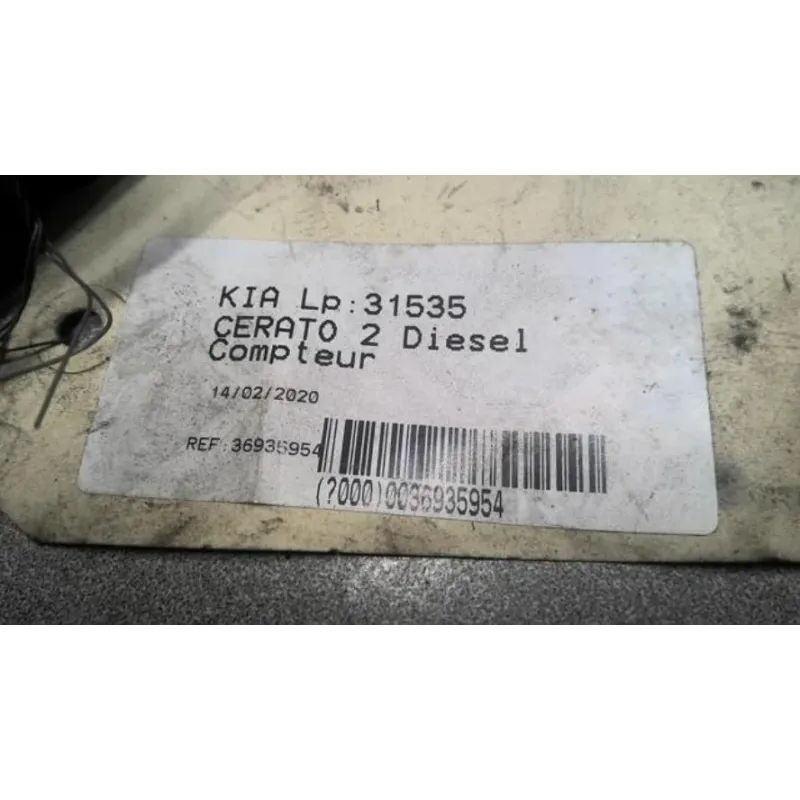 KIA Lp:31535
CERATO 2 Diesel
Compteur
14/02/2020
REF:36935954
(?000)0036935954